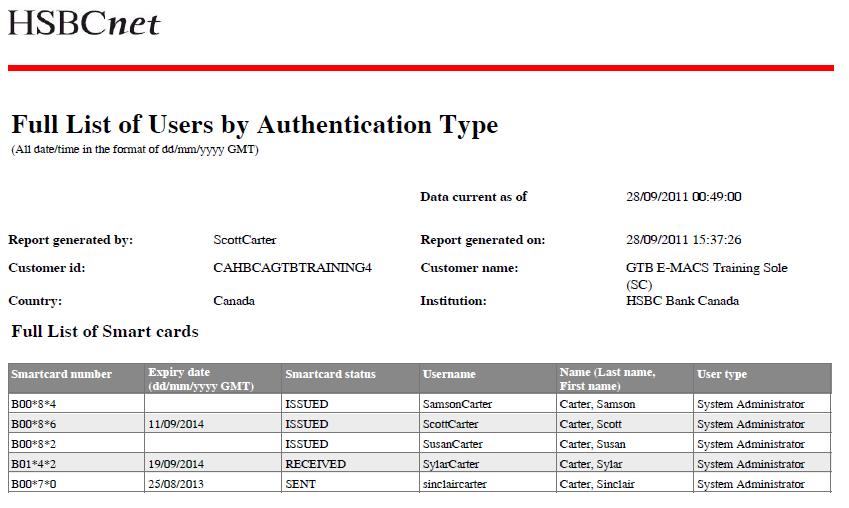 HSBCnet
Full List of Users by Authentication Type
(All date/time in the format of dd/mm/yyyy GMT)
Data current as of 28/09/2011 00:49:00
Report generated by: ScottCarter Report generated on: 28/09/2011 15:37:26
Customer id: CAHBCAGTBTRAINING4 Customer name: GTB E-MACS Training Sole
(SC)
Country: Canada Institution: HSBC Bank Canada
Full List of Smart cards
Smartcard number Expiry date (dd/mm/yyyy GMT) Smartcard status Username Name (Last name, First name) User type
B00*8*4 ISSUED SamsonCarter Carter, Samson System Administrator
B00*8*6 11/09/2014 ISSUED ScottCarter Carter, Scott System Administrator
B00*8*2 ISSUED SusanCarter Carter, Susan System Administrator
B01*4*2 19/09/2014 RECEIVED SylarCarter Carter, Sylar System Administrator
B00*7*0 25/08/2013 SENT sinclaircarter Carter, Sinclair System Administrator